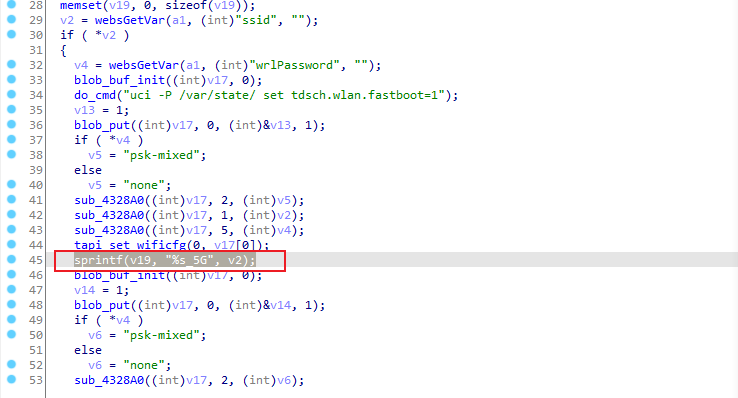 28 memset(v19, 0, sizeof(v19));
29 v2 = websGetVar(a1, (int)"ssid", "");
30 if ( *v2 )
31 {
32 v4 = websGetVar(a1, (int)"wrlPassword", "");
33 blob_buf_init((int)v17, 0);
34 do_cmd("uci -P /var/state/ set tdsch.wlan.fastboot=1");
35 v13 = 1;
36 blob_put((int)v17, 0, (int)&v13, 1);
37 if ( *v4 )
38 v5 = "psk-mixed";
39 else
40 v5 = "none";
41 sub_4328A0((int)v17, 2, (int)v5);
42 sub_4328A0((int)v17, 1, (int)v2);
43 sub_4328A0((int)v17, 5, (int)v4);
44 tapi_set_wificfg(0, v17[0]);
45 sprintf(v19, "%s_5G", v2);
46 blob_buf_init((int)v17, 0);
47 v14 = 1;
48 blob_put((int)v17, 0, (int)&v14, 1);
49 if ( *v4 )
50 v6 = "psk-mixed";
51 else
52 v6 = "none";
53 sub_4328A0((int)v17, 2, (int)v6);